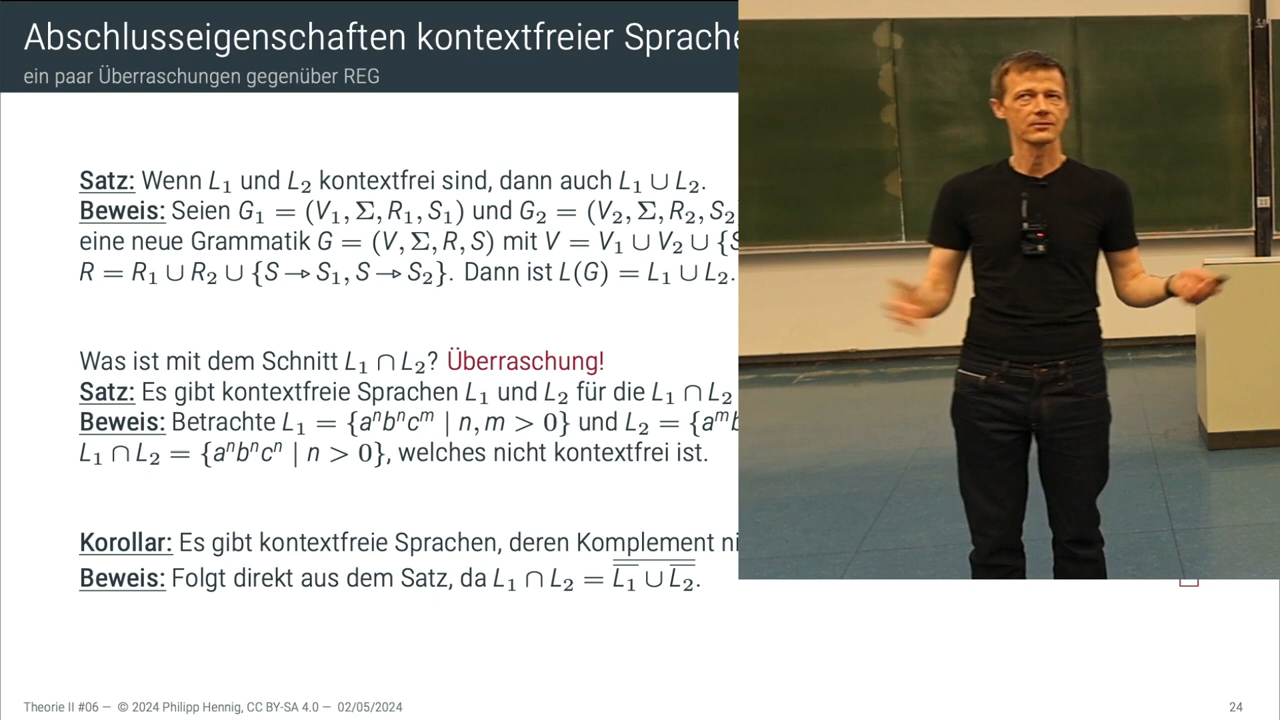 Abschlusseigenschaften kontextfreier
ein paar Überraschungen gegenüber REG
Satz: Wenn L₁ und L₂ kontextfrei sind, dann auch L₁ ∪ L₂.
Beweis: Seien G₁ = (V₁, Σ, R₁, S₁) und G₂ = (V₂, Σ, R₂, S₂
eine neue Grammatik G = (V, Σ, R, S) mit V = V₁ ∪ V₂ ∪ {S
R = R₁ ∪ R₂ ∪ {S → S₁, S → S₂}. Dann ist L(G) = L₁ ∪ L₂.
Was ist mit dem Schnitt L₁ ∩ L₂? Überraschung!
Satz: Es gibt kontextfreie Sprachen L₁ und L₂ für die L₁ ∩ L₂
Beweis: Betrachte L₁ = {aⁿbⁿcᵐ | n, m > 0} und L₂ = {aᵐb
L₁ ∩ L₂ = {aⁿbⁿcⁿ | n > 0}, welches nicht kontextfrei ist.
Korollar: Es gibt kontextfreie Sprachen, deren Komplement
Beweis: Folgt direkt aus dem Satz, da L₁ ∩ L₂ = \overline{\overline{L₁} ∪ \overline{L₂}}.
Theorie II #06 — © 2024 Philipp Hennig, CC BY-SA 4.0 — 02/05/2024
24